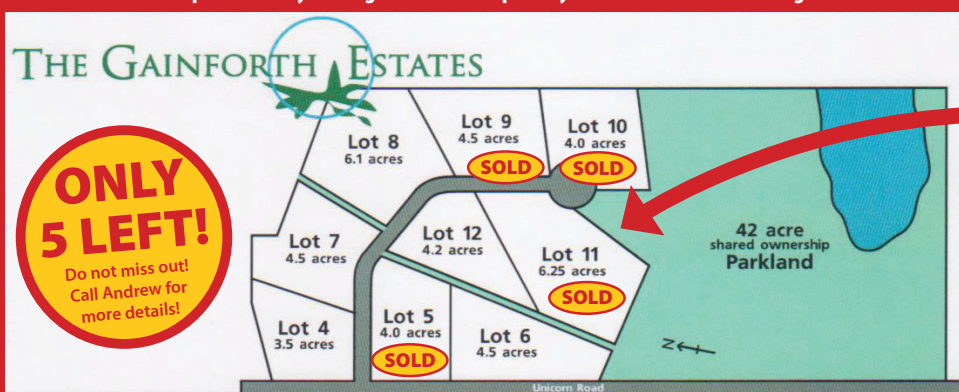 THE GAINFORTH ESTATES
ONLY
5 LEFT!
Do not miss out!
Call Andrew for
more details!
Lot 8
6.1 acres
Lot 9
4.5 acres
SOLD
Lot 10
4.0 acres
SOLD
Lot 7
4.5 acres
Lot 12
4.2 acres
Lot 11
6.25 acres
SOLD
42 acre
shared ownership
Parkland
Lot 4
3.5 acres
Lot 5
4.0 acres
SOLD
Lot 6
4.5 acres
N
Unicorn Road